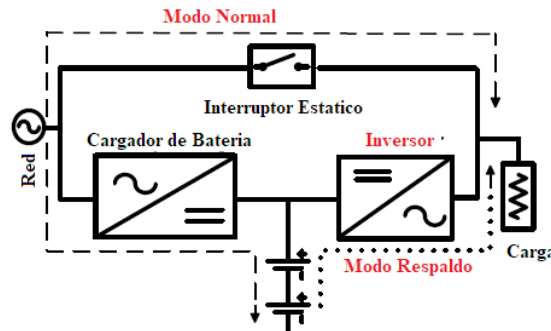 Modo Normal
Interruptor Estatico
Red
Cargador de Bateria
Inversor
Modo Respaldo
Carga